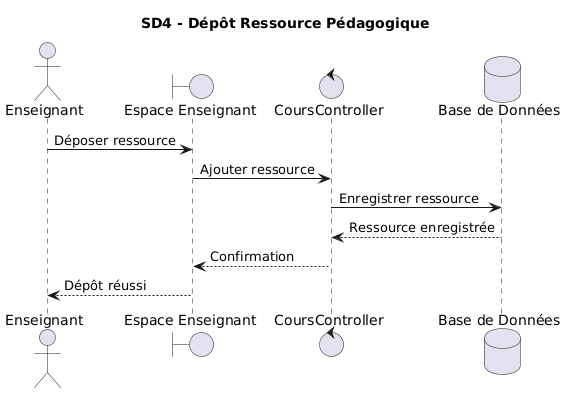 SD4 - Dépôt Ressource Pédagogique
Enseignant Espace Enseignant CoursController Base de Données
Déposer ressource
Ajouter ressource
Enregistrer ressource
Ressource enregistrée
Confirmation
Dépôt réussi
Enseignant Espace Enseignant CoursController Base de Données